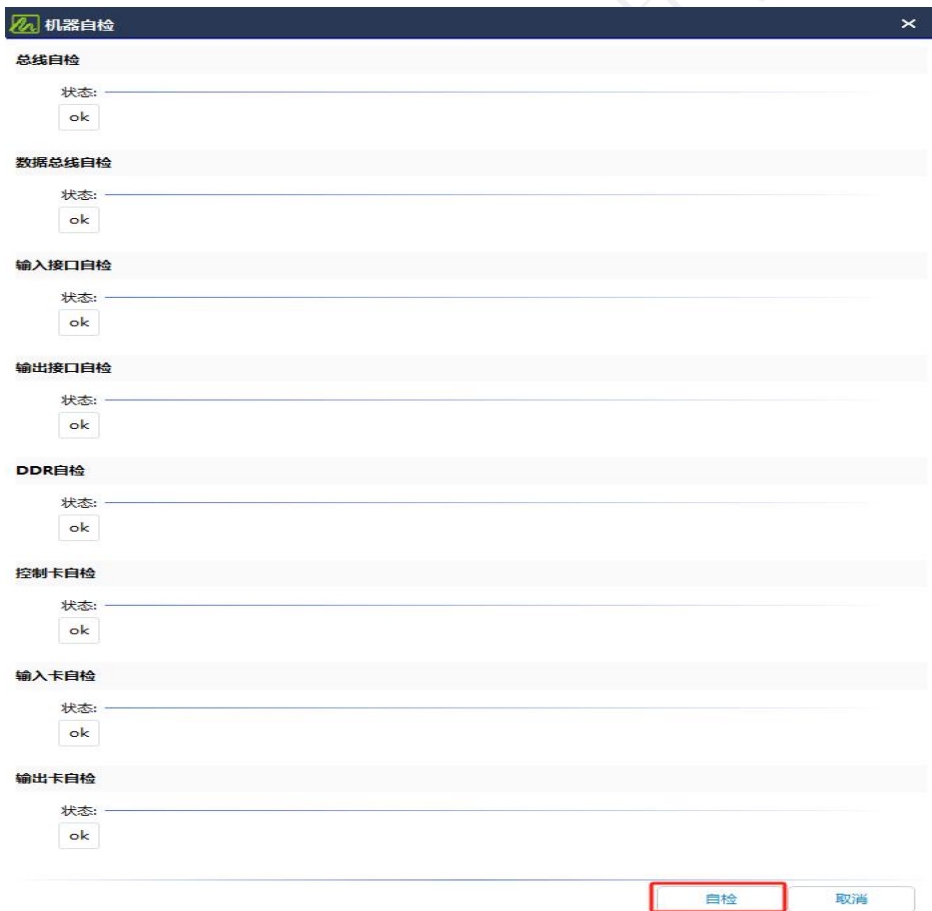 机器自检
总线自检
状态:
ok
数据总线自检
状态:
ok
输入接口自检
状态:
ok
输出接口自检
状态:
ok
DDR自检
状态:
ok
控制卡自检
状态:
ok
输入卡自检
状态:
ok
输出卡自检
状态:
ok
自检 取消